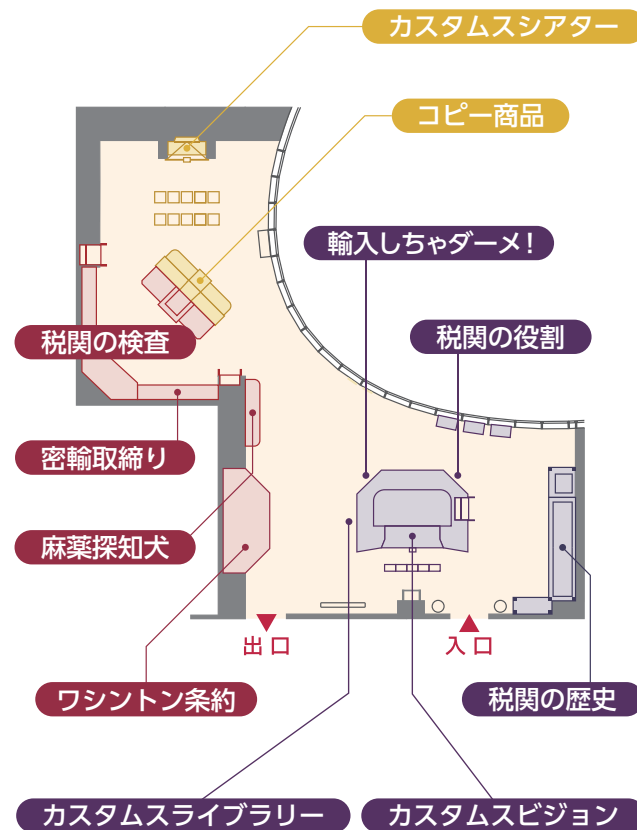 カスタムスシアター
コピー商品
輸入しちゃダーメ！
税関の検査
税関の役割
密輸取締り
麻薬探知犬
出口
入口
ワシントン条約
税関の歴史
カスタムスライブラリー
カスタムスビジョン